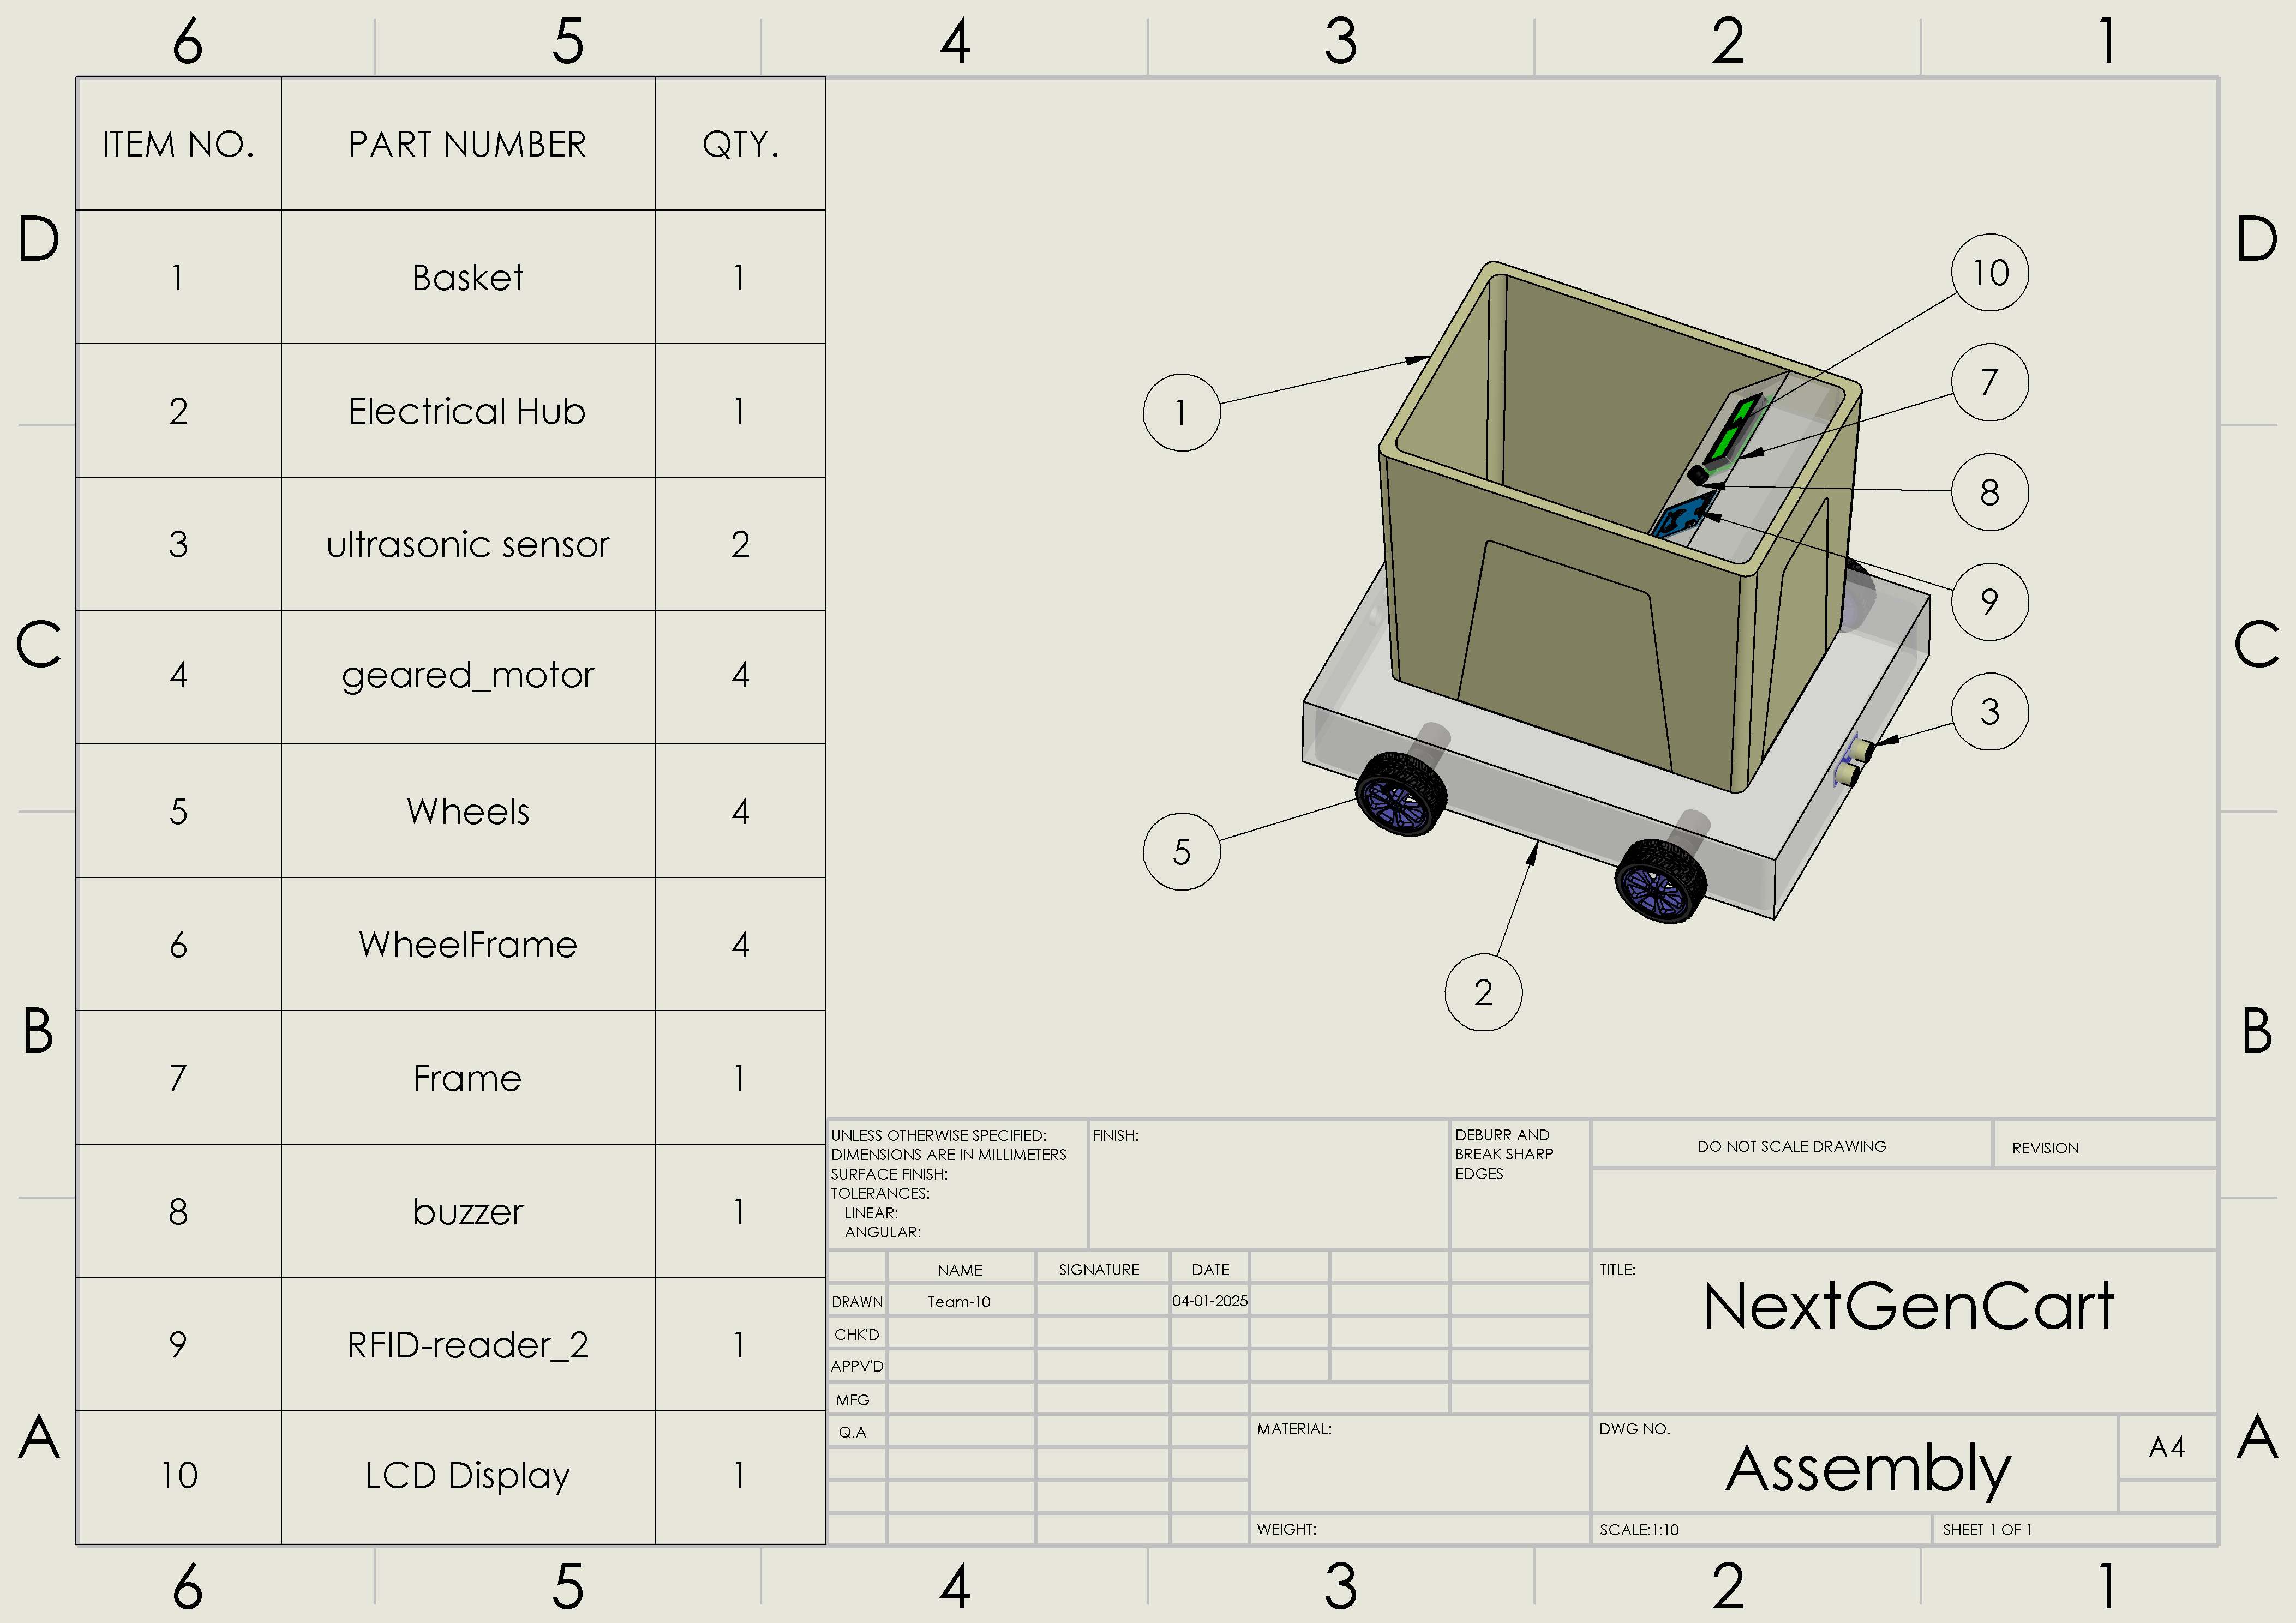 6 5 4 3 2 1
D
C
B
A
ITEM NO. PART NUMBER QTY.
1 Basket 1
2 Electrical Hub 1
3 ultrasonic sensor 2
4 geared_motor 4
5 Wheels 4
6 WheelFrame 4
7 Frame 1
8 buzzer 1
9 RFID-reader_2 1
10 LCD Display 1
10
7
1
8
9
3
5
2
D
C
B
A
UNLESS OTHERWISE SPECIFIED:
DIMENSIONS ARE IN MILLIMETERS
SURFACE FINISH:
TOLERANCES:
LINEAR:
ANGULAR:
FINISH:
DEBURR AND
BREAK SHARP
EDGES
DO NOT SCALE DRAWING
REVISION
NAME SIGNATURE DATE
DRAWN Team-10 04-01-2025
CHK'D
APPV'D
MFG
Q.A
TITLE:
NextGenCart
MATERIAL:
DWG NO.
Assembly
A4
WEIGHT:
SCALE:1:10
SHEET 1 OF 1
6 5 4 3 2 1